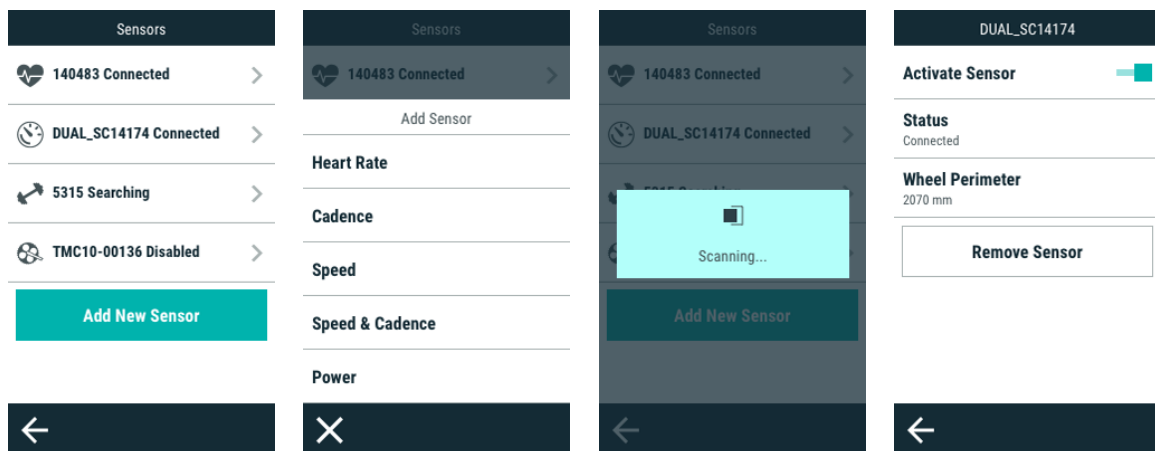 Sensors
140483 Connected
DUAL_SC14174 Connected
5315 Searching
TMC10-00136 Disabled
Add New Sensor
Sensors
140483 Connected
Add Sensor
Heart Rate
Cadence
Speed
Speed & Cadence
Power
Sensors
140483 Connected
DUAL_SC14174 Connected
Scanning...
Add New Sensor
DUAL_SC14174
Activate Sensor
Status
Connected
Wheel Perimeter
2070 mm
Remove Sensor